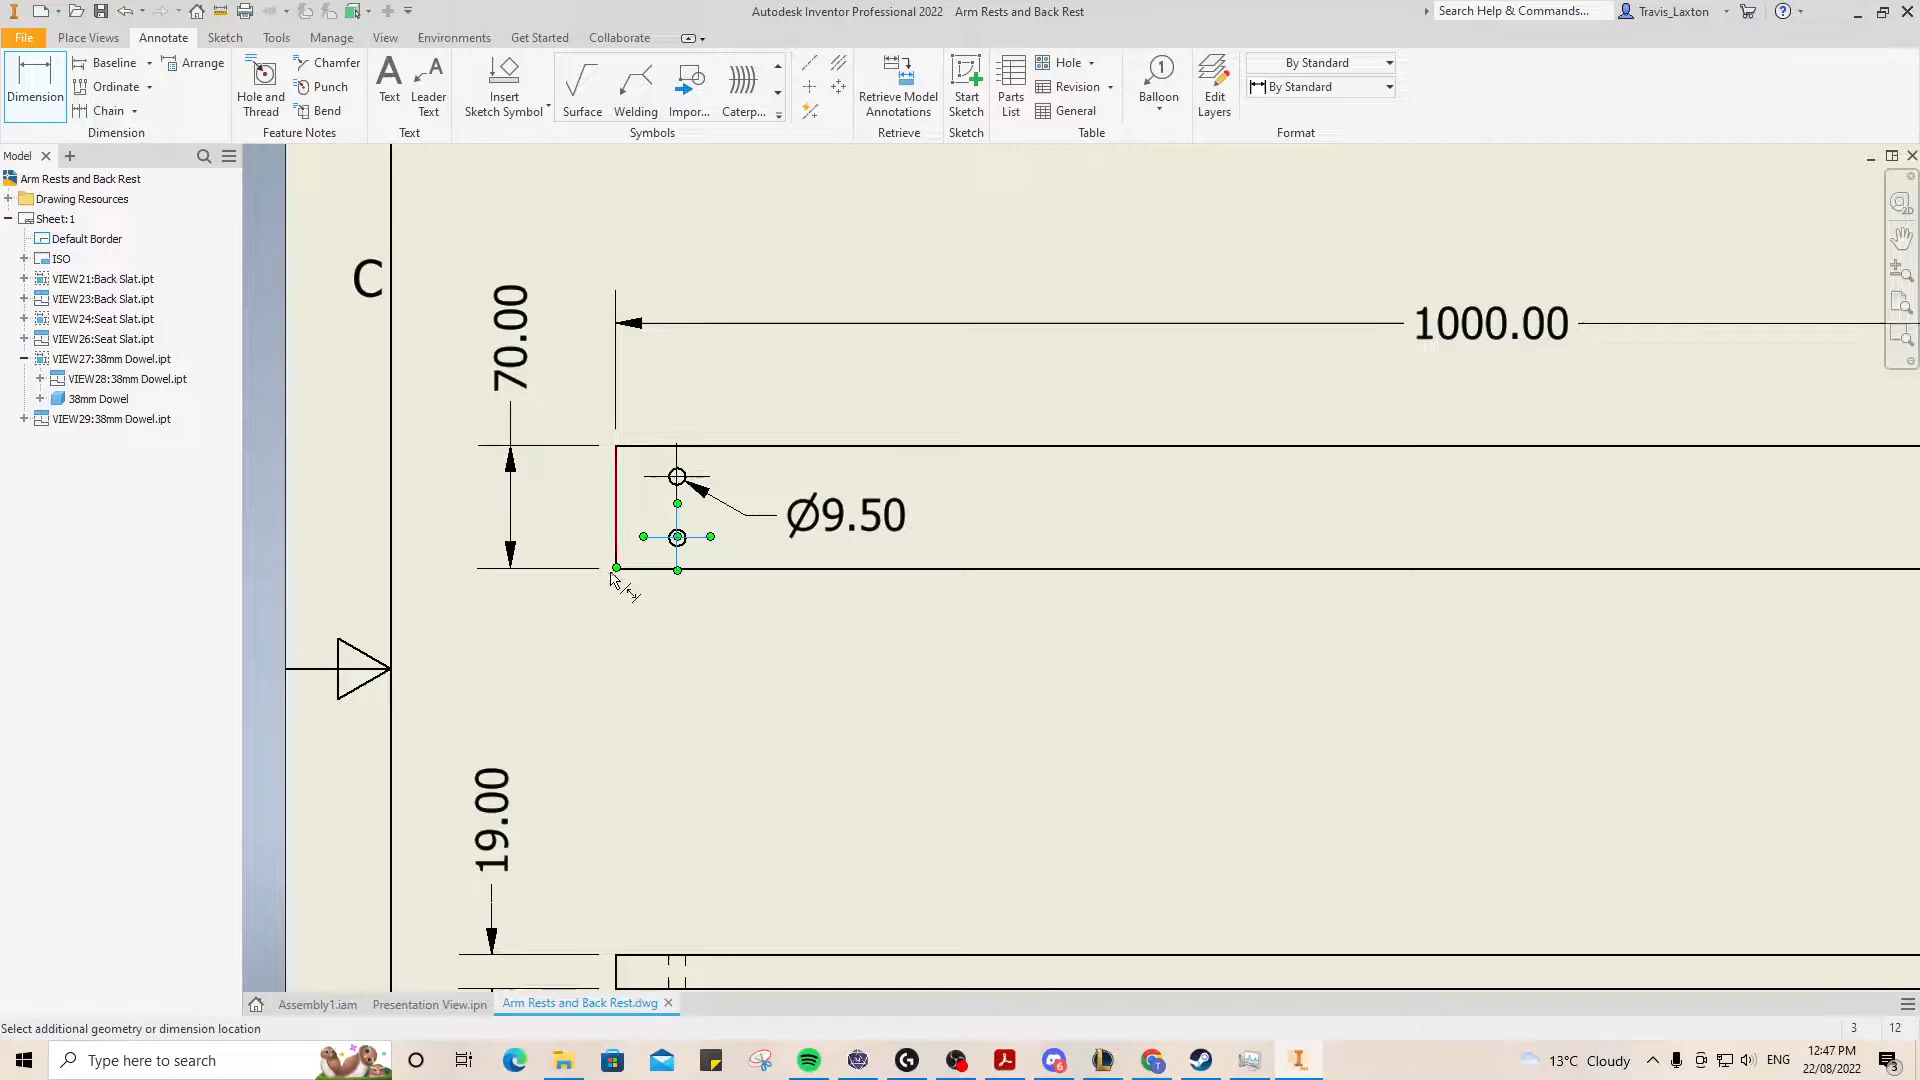 Autodesk Inventor Professional 2022 Arm Rests and Back Rest
Search Help & Commands...
Travis_Laxton
File Place Views Annotate Sketch Tools Manage View Environments Get Started Collaborate
Dimension
Baseline
Ordinate
Chain
Arrange
Dimension
Hole and Thread
Chamfer
Punch
Bend
Feature Notes
Text
Leader Text
Text
Insert Sketch Symbol
Surface
Welding
Impor...
Caterp...
Symbols
Retrieve Model Annotations
Retrieve
Start Sketch
Sketch
Parts List
Hole
Revision
General
Table
Balloon
Edit Layers
By Standard
By Standard
Format
Model
Arm Rests and Back Rest
Drawing Resources
Sheet:1
Default Border
ISO
VIEW21:Back Slat.ipt
VIEW23:Back Slat.ipt
VIEW24:Seat Slat.ipt
VIEW26:Seat Slat.ipt
VIEW27:38mm Dowel.ipt
VIEW28:38mm Dowel.ipt
38mm Dowel
VIEW29:38mm Dowel.ipt
C
70.00
1000.00
Ø9.50
19.00
2D
Assembly1.iam Presentation View.ipn Arm Rests and Back Rest.dwg
Select additional geometry or dimension location
3 12
Type here to search
6
13°C Cloudy
ENG
12:47 PM
22/08/2022
3